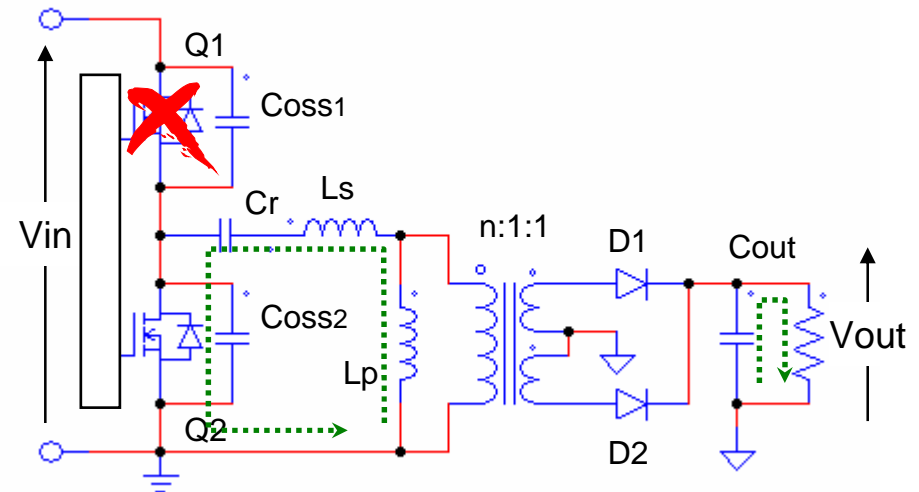 Q1
Coss1
Cr
Ls
n:1:1
D1
Cout
Vin
Coss2
Lp
Vout
Q2
D2